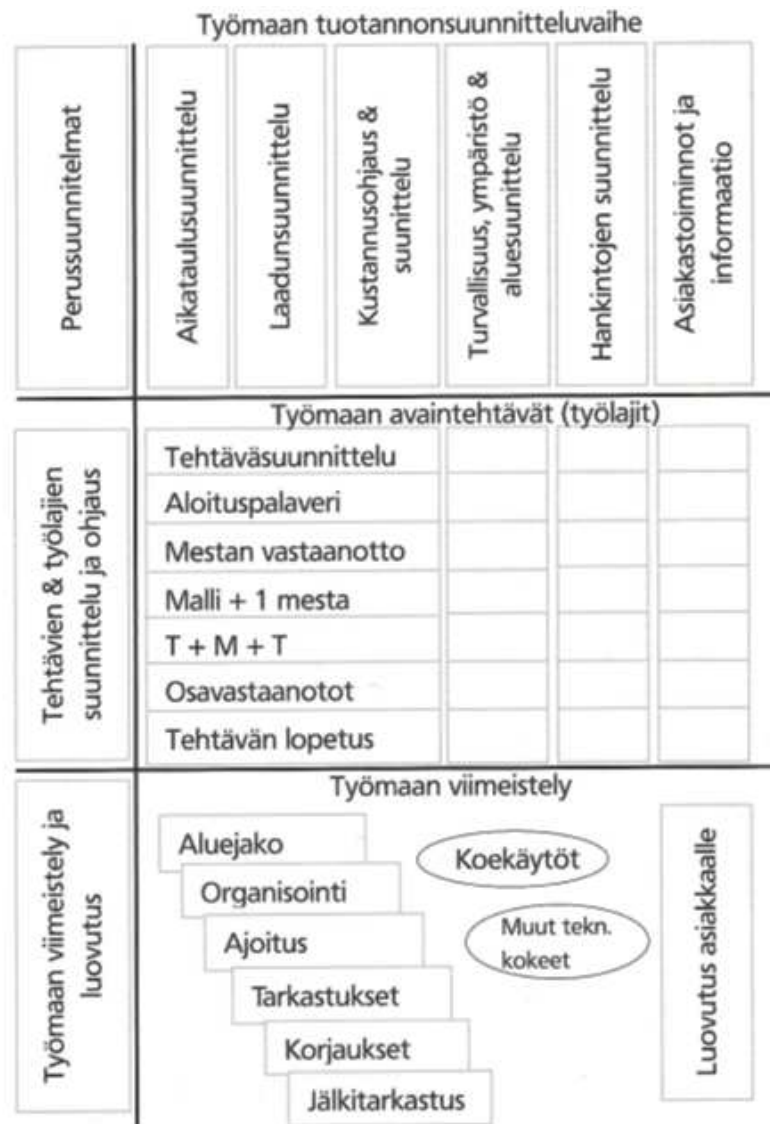 Työmaan tuotannonsuunnitteluvaihe
Perussuunnitelmat
Aikataulusuunnittelu
Laadunsuunnittelu
Kustannusohjaus &
suunittelu
Turvallisuus, ympäristö &
aluesuunittelu
Hankintojen suunnittelu
Asiakastoiminnot ja
informaatio
Työmaan avaintehtävät (työlajit)
Tehtävien & työlajien
suunnittelu ja ohjaus
Tehtäväsuunnittelu
Aloituspalaveri
Mestan vastaanotto
Malli + 1 mesta
T + M + T
Osavastaanotot
Tehtävän lopetus
Työmaan viimeistely
Työmaan viimeistely ja
luovutus
Aluejako
Organisointi
Ajoitus
Tarkastukset
Korjaukset
Jälkitarkastus
Koekäytöt
Muut tekn.
kokeet
Luovutus asiakkaalle